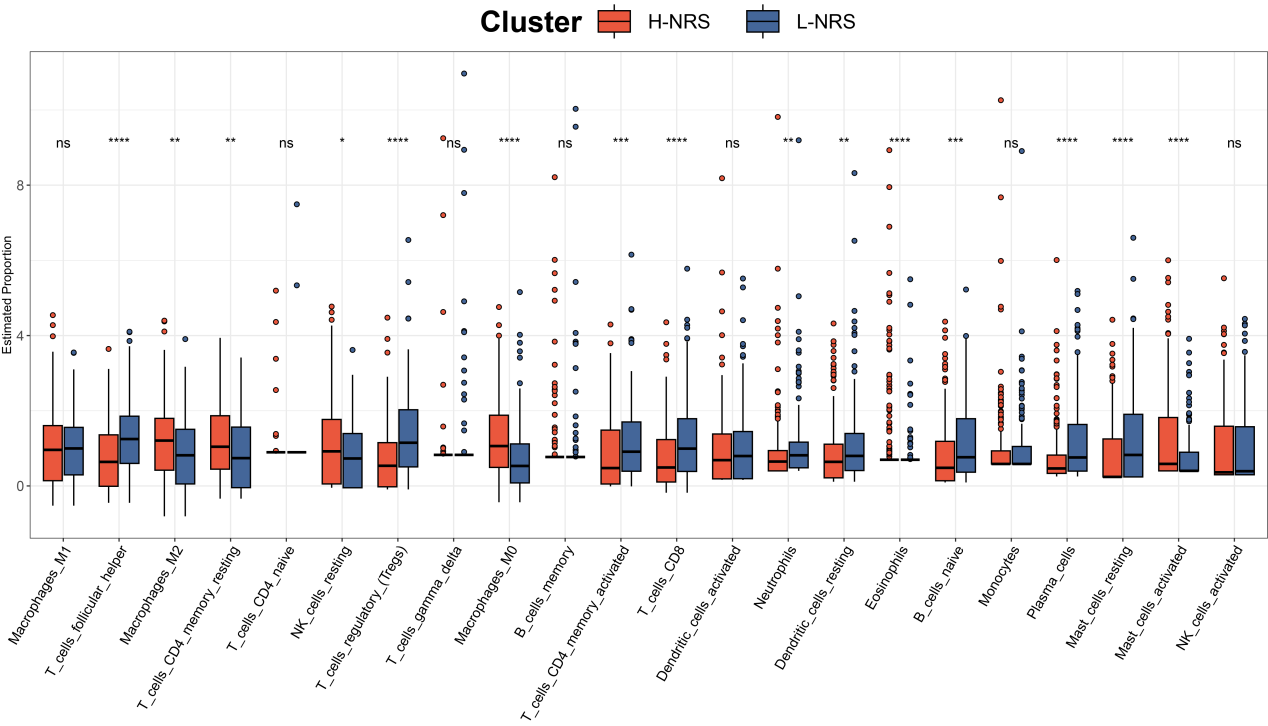 Cluster H-NRS L-NRS
Estimated Proportion
8
4
0
ns **** ** ** ns * **** ns **** ns *** **** ns ** ** **** *** ns **** **** **** ns
Macrophages_M1
T_cells_follicular_helper
Macrophages_M2
T_cells_CD4_memory_resting
T_cells_CD4_naive
NK_cells_resting
T_cells_regulatory_(Tregs)
T_cells_gamma_delta
Macrophages_M0
B_cells_memory
T_cells_CD4_memory_activated
T_cells_CD8
Dendritic_cells_activated
Neutrophils
Dendritic_cells_resting
Eosinophils
B_cells_naive
Monocytes
Plasma_cells
Mast_cells_resting
Mast_cells_activated
NK_cells_activated